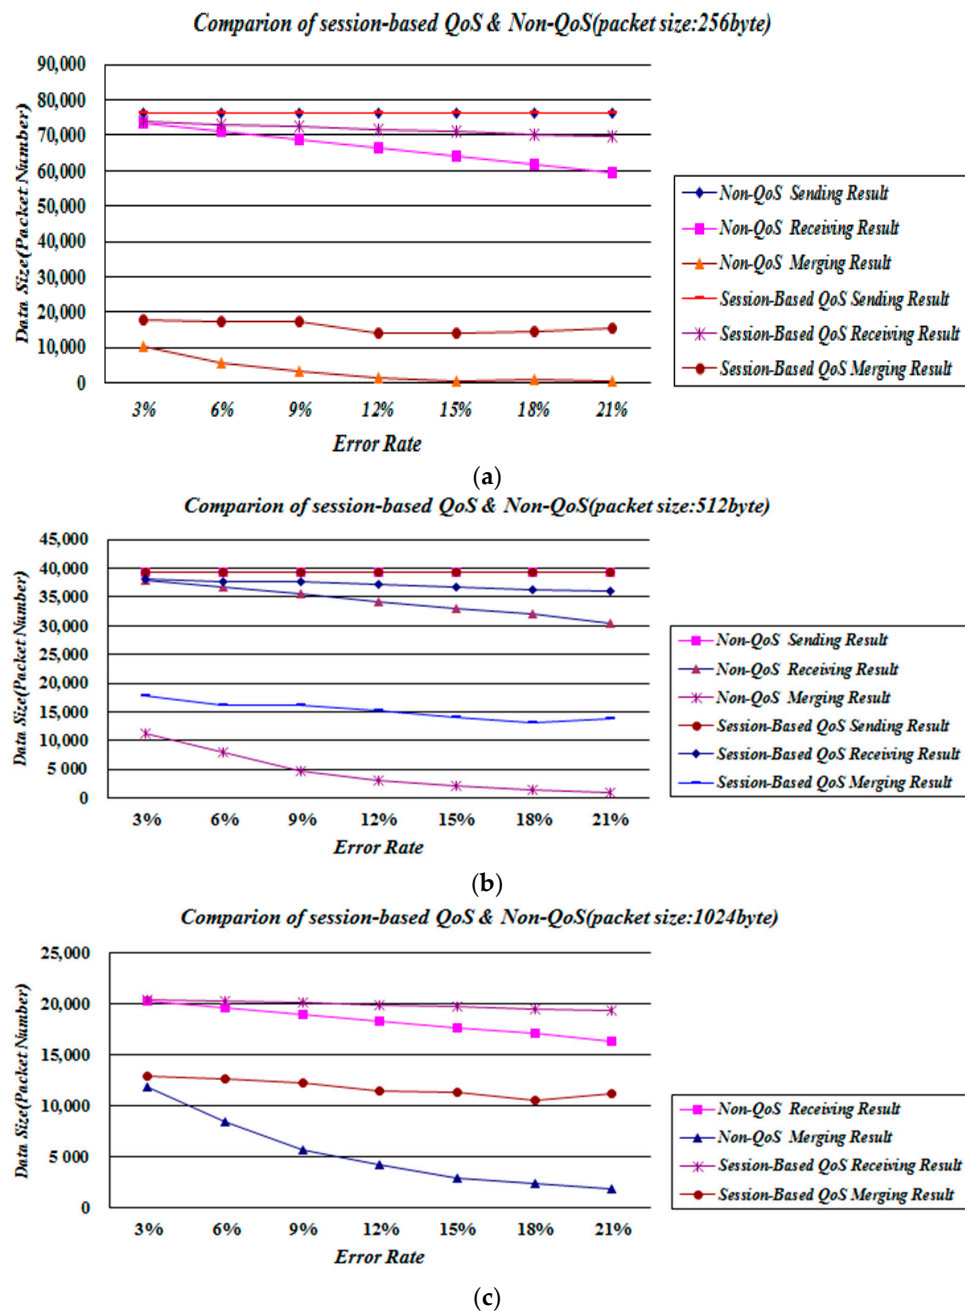 Comparion of session-based QoS & Non-QoS(packet size:256byte)
Data Size(Packet Number)
90,000
80,000
70,000
60,000
50,000
40,000
30,000
20,000
10,000
0
3% 6% 9% 12% 15% 18% 21%
Error Rate
Non-QoS Sending Result
Non-QoS Receiving Result
Non-QoS Merging Result
Session-Based QoS Sending Result
Session-Based QoS Receiving Result
Session-Based QoS Merging Result
(a)
Comparion of session-based QoS & Non-QoS(packet size:512byte)
Data Size(Packet Number)
45,000
40,000
35,000
30,000
25,000
20,000
15,000
10,000
5 000
0
3% 6% 9% 12% 15% 18% 21%
Error Rate
Non-QoS Sending Result
Non-QoS Receiving Result
Non-QoS Merging Result
Session-Based QoS Sending Result
Session-Based QoS Receiving Result
Session-Based QoS Merging Result
(b)
Comparion of session-based QoS & Non-QoS(packet size:1024byte)
Data Size(Packet Number)
25,000
20,000
15,000
10,000
5 000
0
3% 6% 9% 12% 15% 18% 21%
Error Rate
Non-QoS Receiving Result
Non-QoS Merging Result
Session-Based QoS Receiving Result
Session-Based QoS Merging Result
(c)